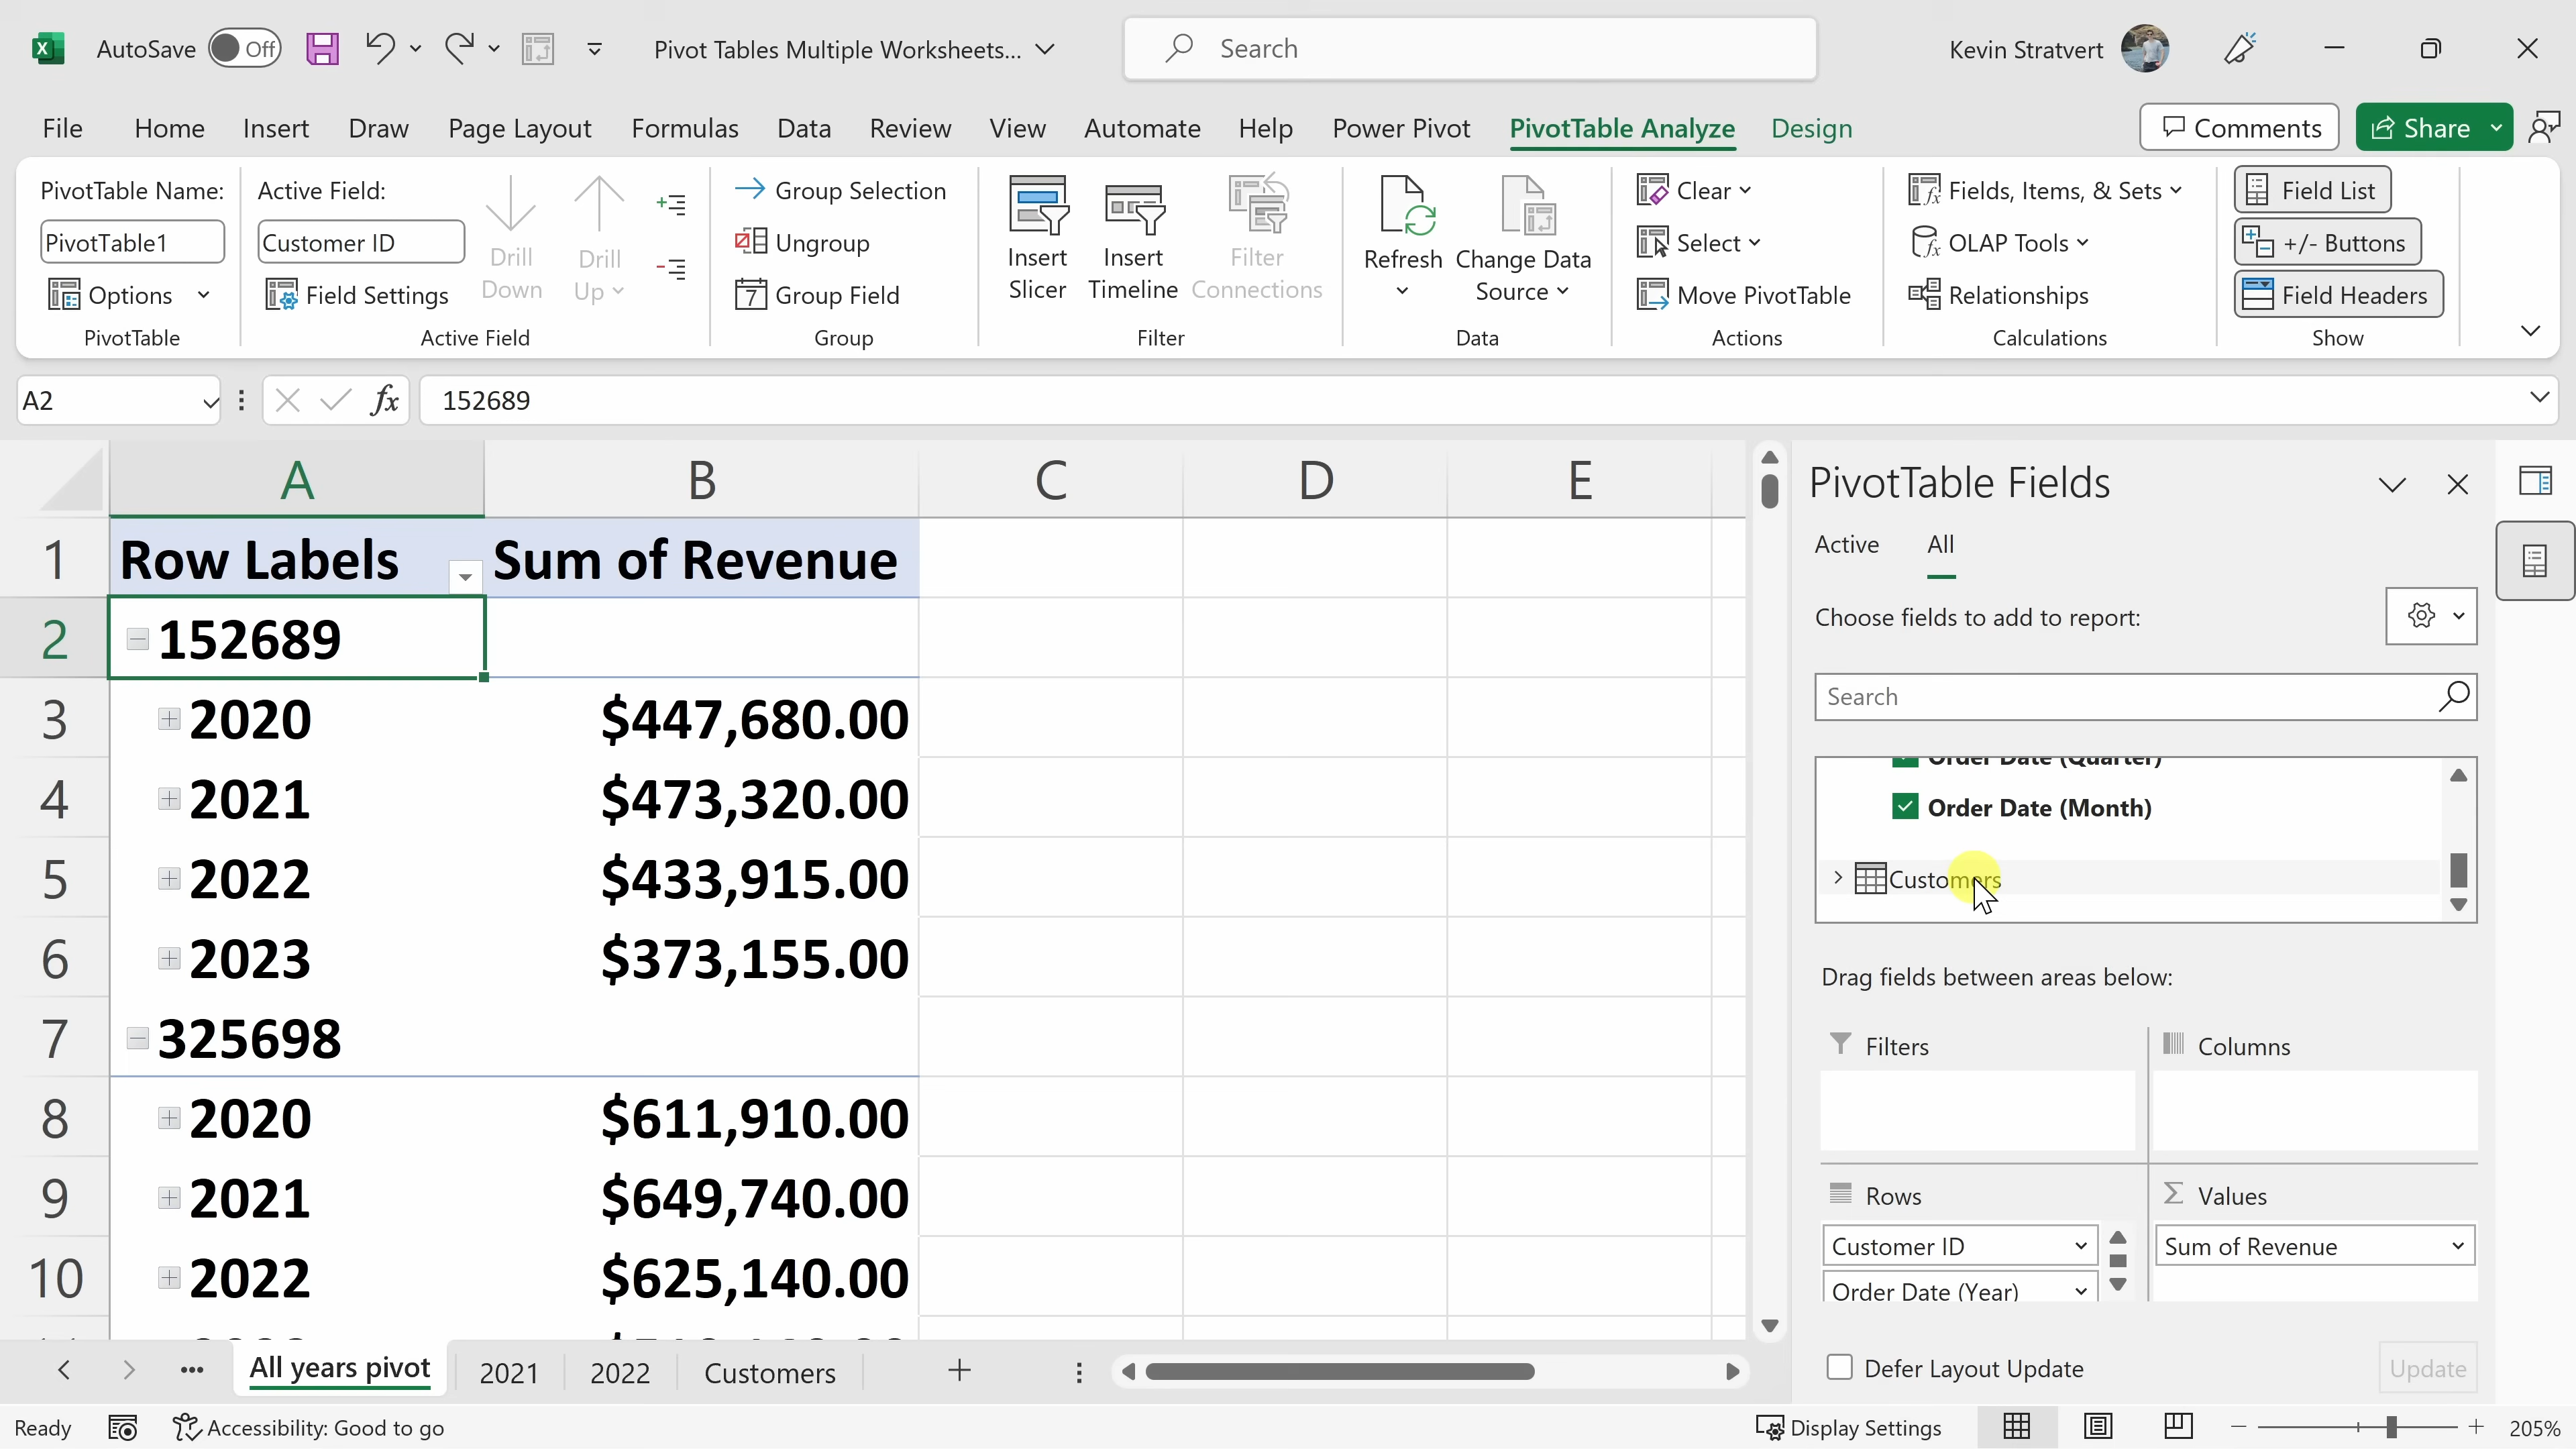 AutoSave Off Pivot Tables Multiple Worksheets... Search Kevin Stratvert
File Home Insert Draw Page Layout Formulas Data Review View Automate Help Power Pivot PivotTable Analyze Design Comments Share
PivotTable Name:
PivotTable1
Options
PivotTable
Active Field:
Customer ID
Field Settings
Drill Down
Drill Up
Active Field
Group Selection
Ungroup
Group Field
Group
Insert Slicer
Insert Timeline
Filter Connections
Filter
Refresh
Change Data Source
Data
Clear
Select
Move PivotTable
Actions
Fields, Items, & Sets
OLAP Tools
Relationships
Calculations
Field List
+/- Buttons
Field Headers
Show
A2 fx 152689
A B C D E
1 Row Labels Sum of Revenue
2 152689
3 2020 $447,680.00
4 2021 $473,320.00
5 2022 $433,915.00
6 2023 $373,155.00
7 325698
8 2020 $611,910.00
9 2021 $649,740.00
10 2022 $625,140.00
PivotTable Fields
Active All
Choose fields to add to report:
Search
Order Date (Quarter)
Order Date (Month)
Customers
Drag fields between areas below:
Filters
Columns
Rows
Customer ID
Order Date (Year)
Values
Sum of Revenue
Defer Layout Update Update
All years pivot 2021 2022 Customers
Ready Accessibility: Good to go Display Settings 205%